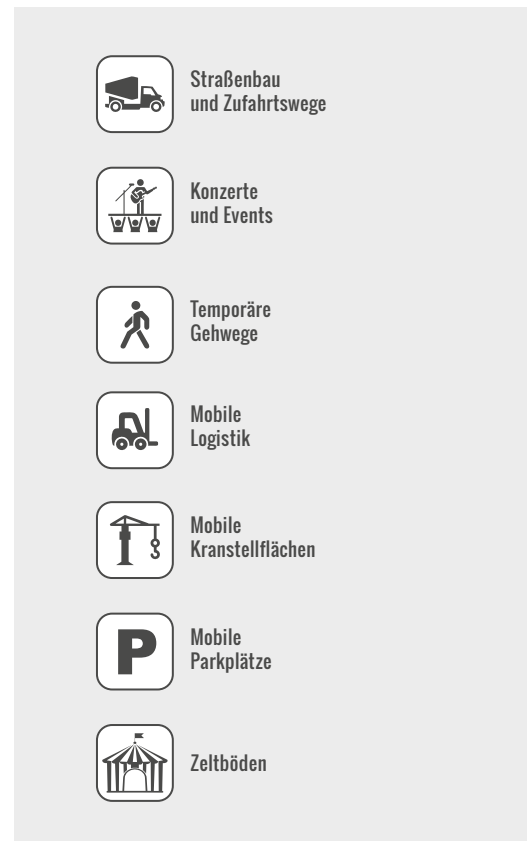 Straßenbau
und Zufahrtswege
Konzerte
und Events
Temporäre
Gehwege
Mobile
Logistik
Mobile
Kranstellflächen
P
Mobile
Parkplätze
Zeltböden